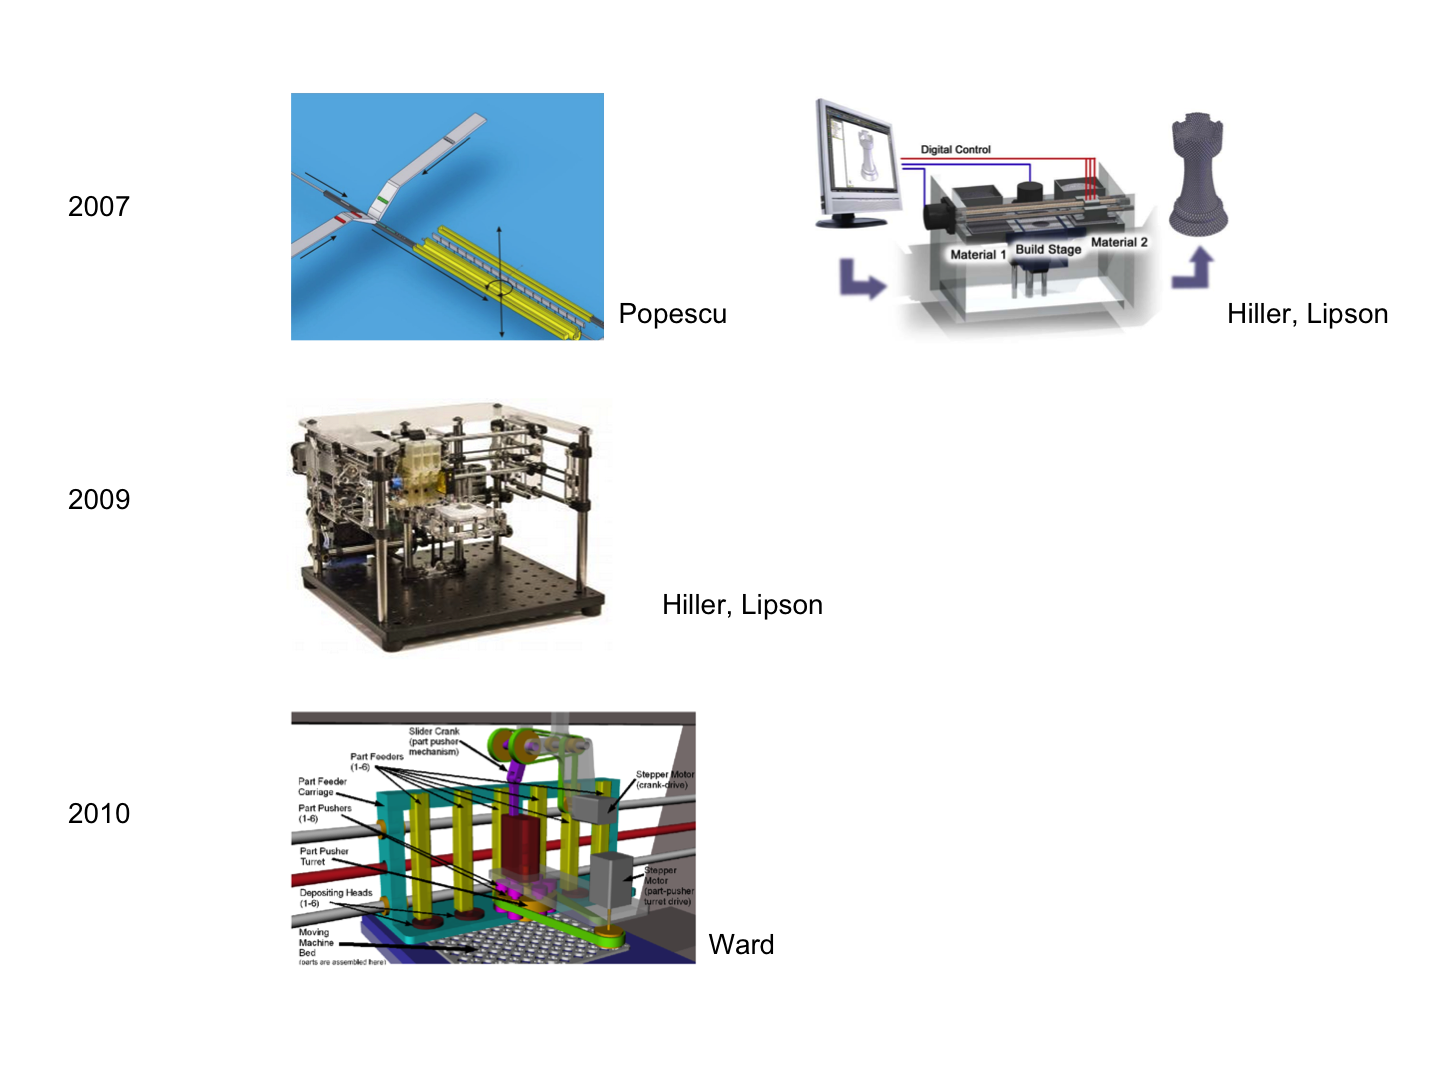 2007
Popescu
Digital Control
Material 1
Build Stage
Material 2
Hiller, Lipson
2009
Hiller, Lipson
2010
Slider Crank
(part pusher
mechanism)
Part Feeders
(1-6)
Part Feeder
Carriage
Part Pushers
(1-6)
Part Pusher
Turret
Depositing Heads
(1-6)
Moving
Machine
Bed
(parts are assembled here)
Stepper Motor
(crank-drive)
Stepper
Motor
(part-pusher
turret drive)
Ward